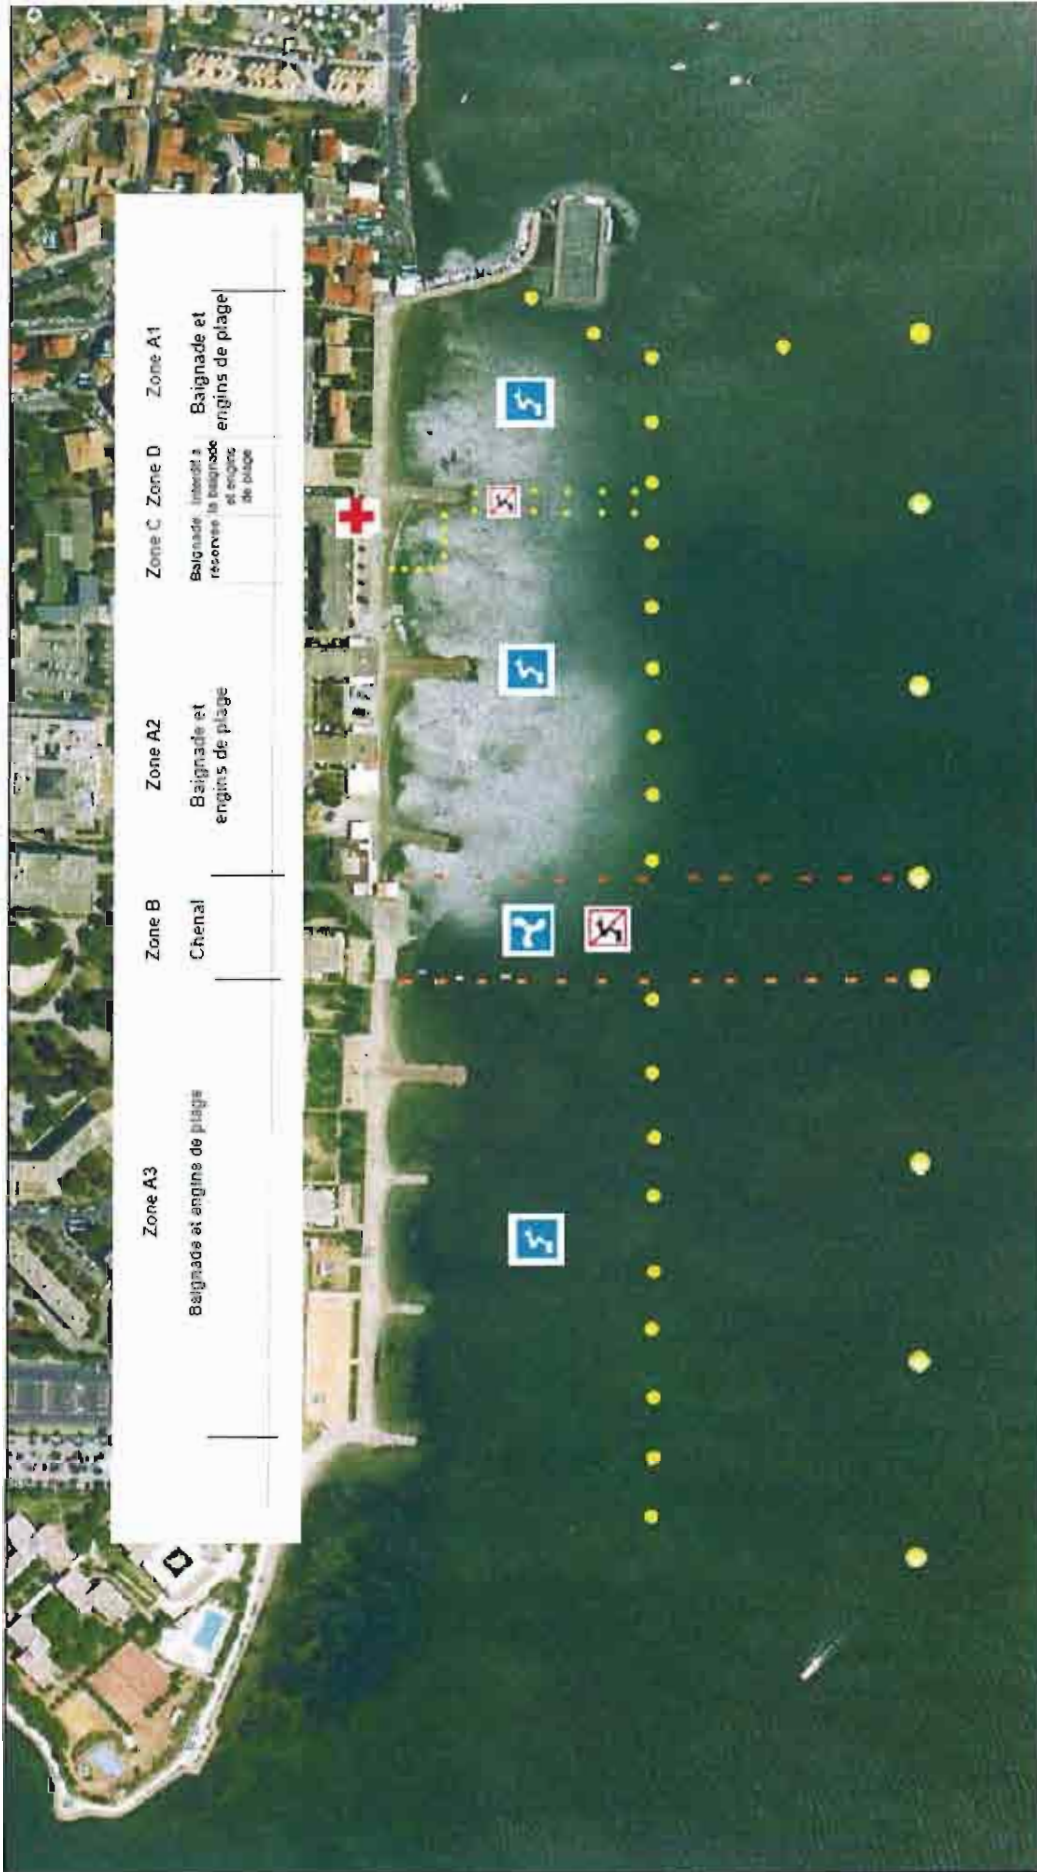 Zone A3
Baignade et engins de plage
Zone B
Chenal
Zone A2
Baignade et
engins de plage
Zone C
Baignade
réservée
Zone D
Interdit à
la baignade
et engins
de plage
Zone A1
Baignade et
engins de plage